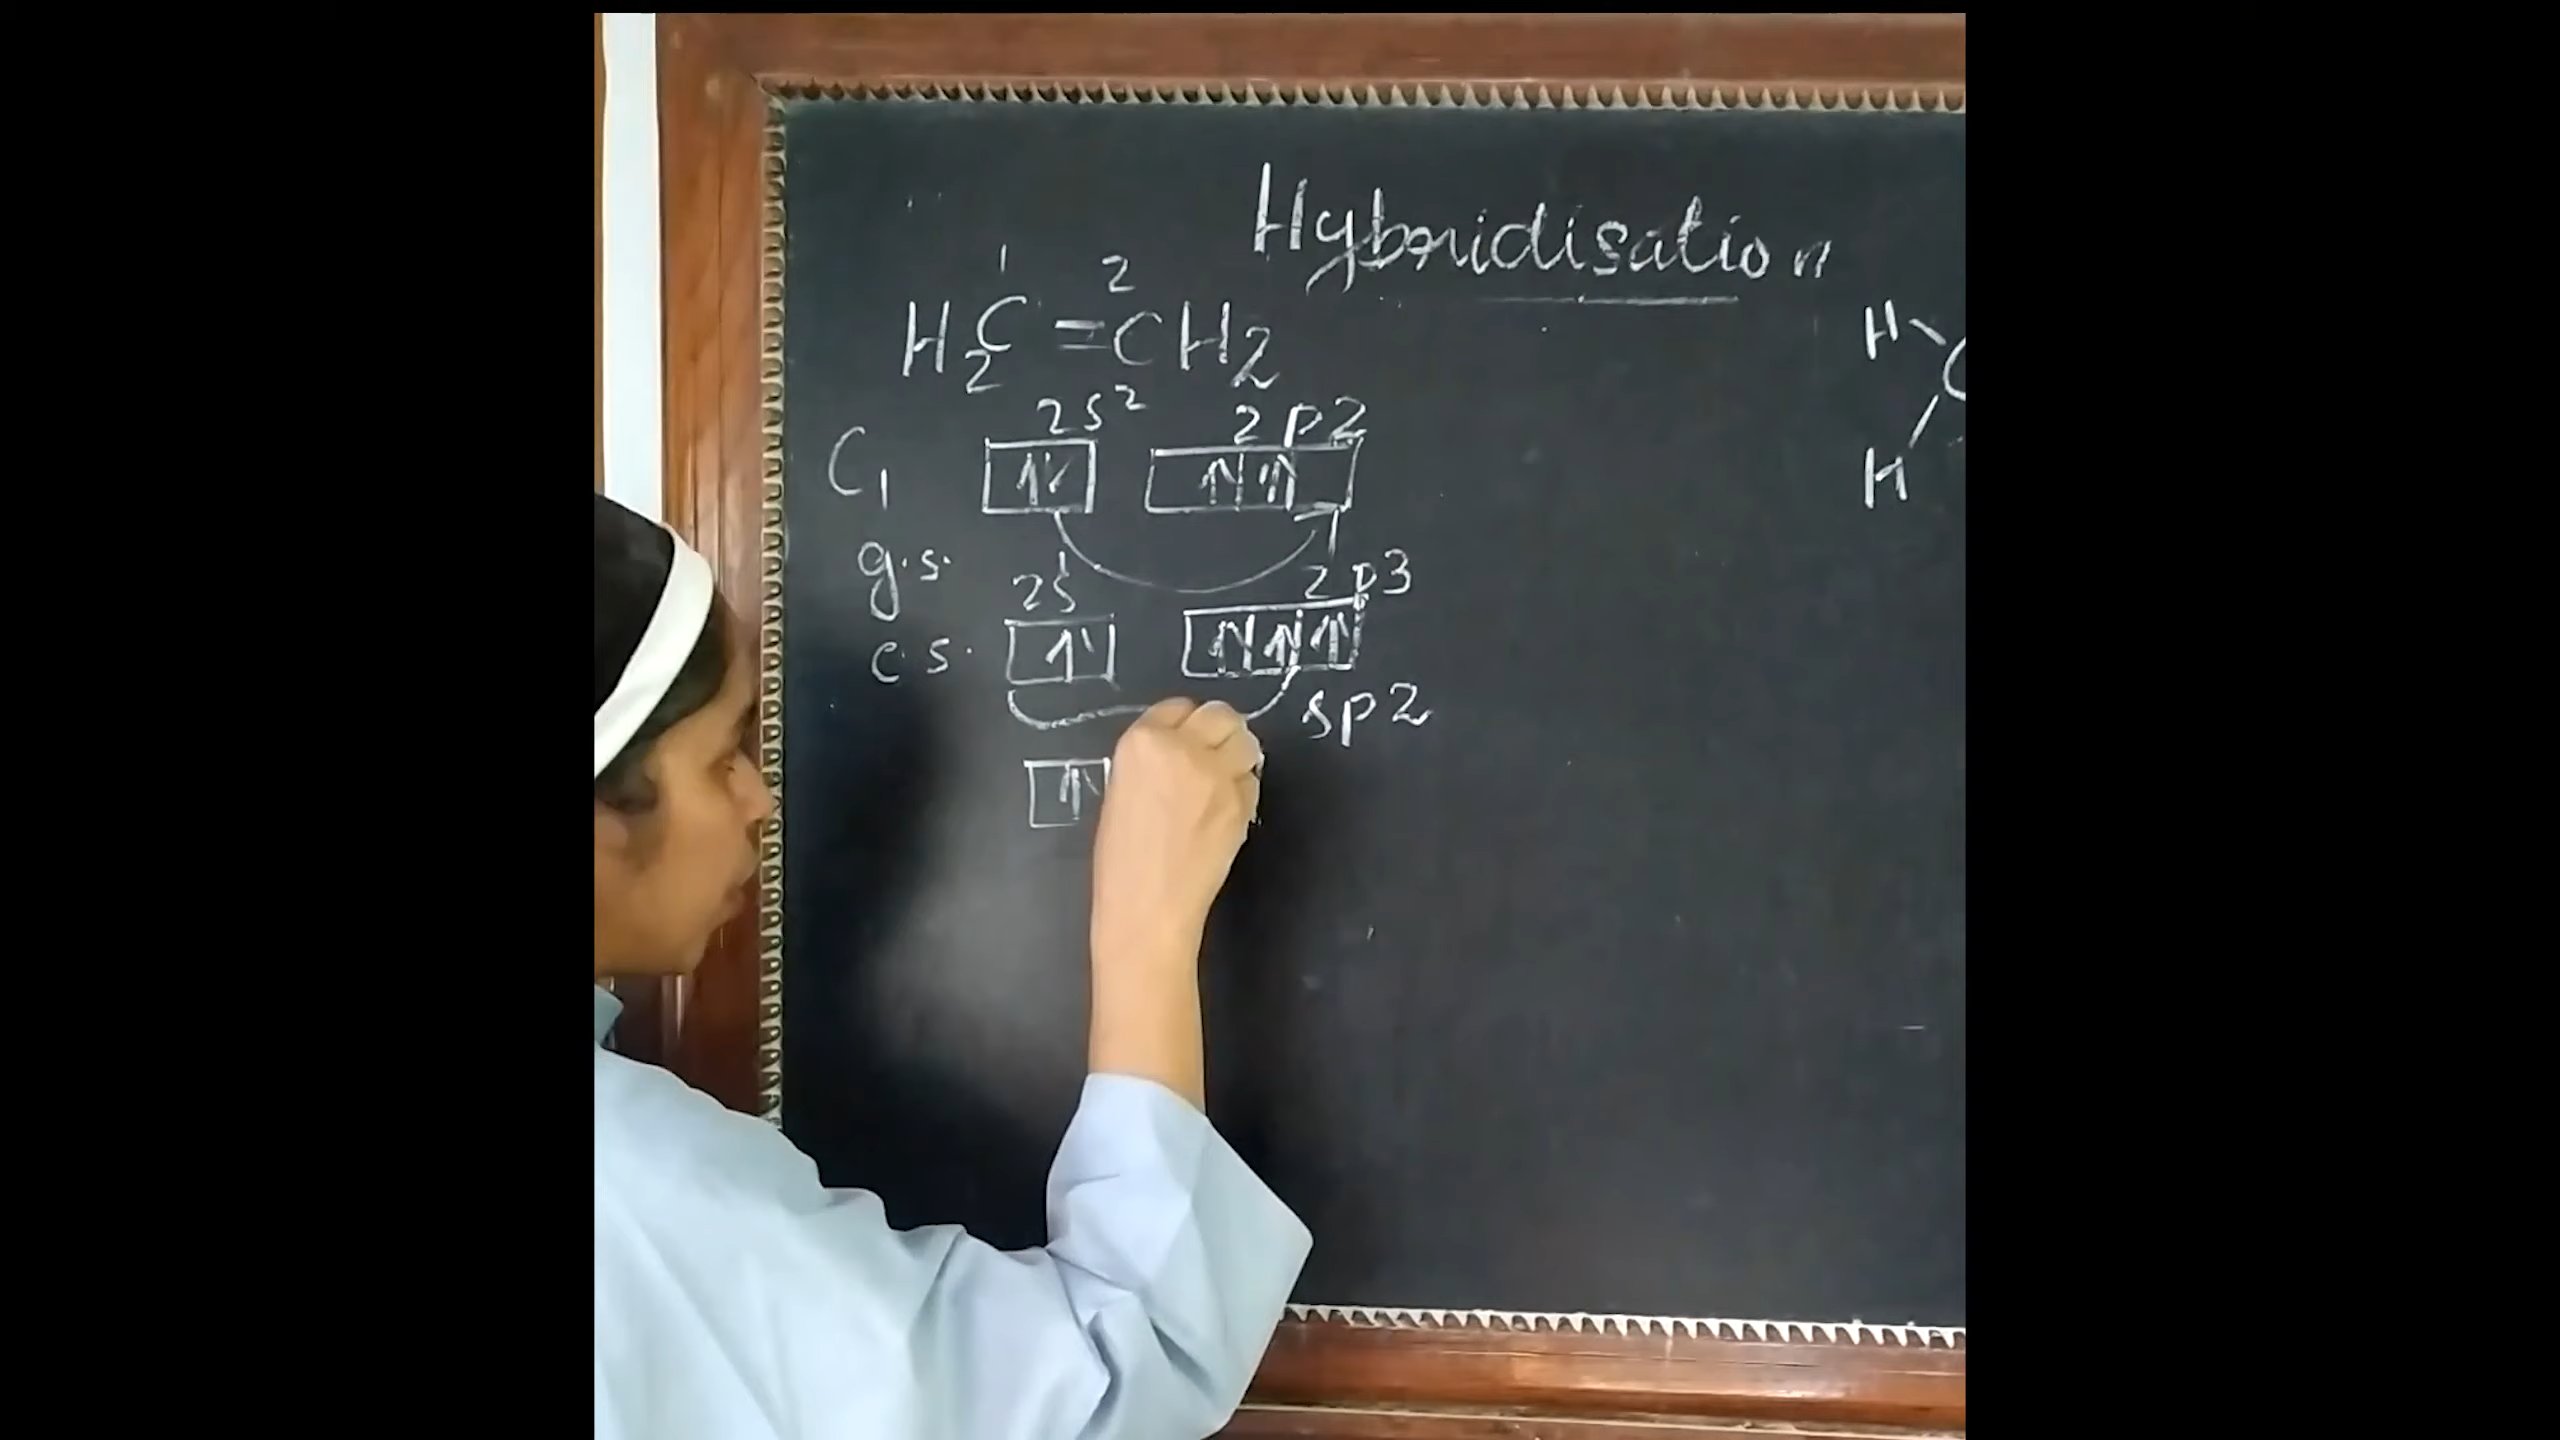 Hybridisation
1 2
H2C=CH2
H
C
H
2s² 2p2
C1
g.s.
2s¹ 2p3
e.s.
sp2